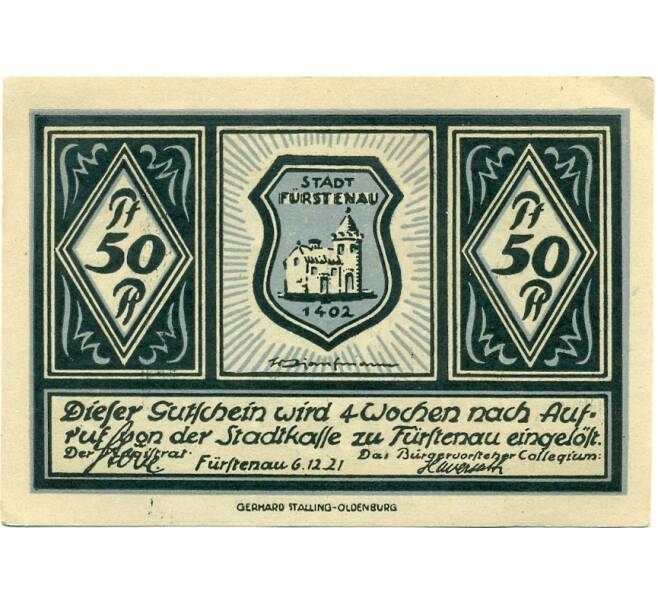 Pf
50
Pf
STADT
FÜRSTENAU
1402
Pf
50
Pf
Dieser Gutschein wird 4 Wochen nach Auf-
ruf von der Stadtkasse zu Fürstenau eingelöst.
Der Magistrat: Das Bürgervorsteher Collegium:
Fürstenau 6.12.21
GERHARD STALLING-OLDENBURG